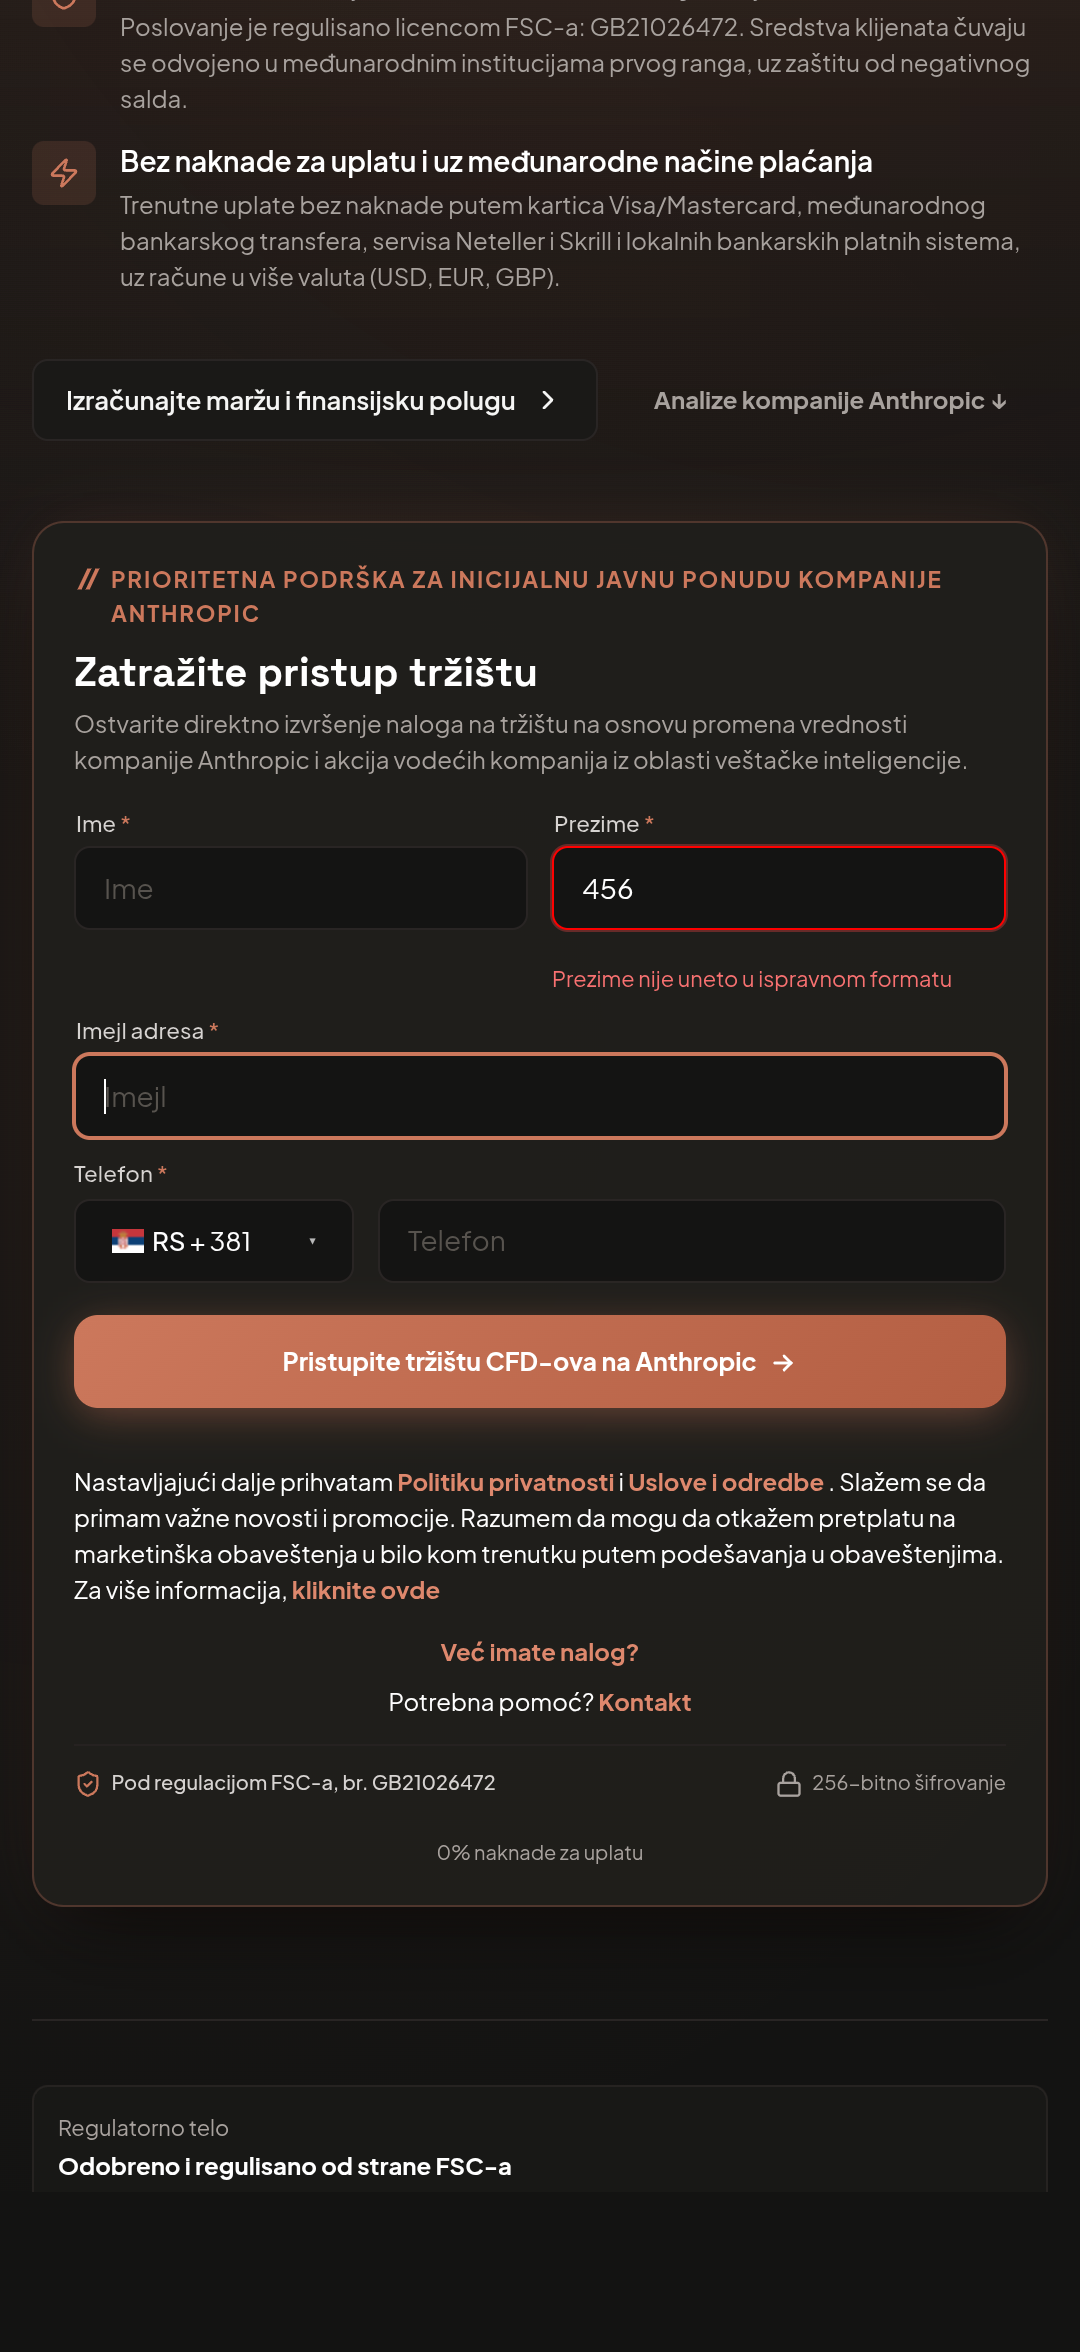 Poslovanje je regulisano licencom FSC-a: GB21026472. Sredstva klijenata čuvaju
se odvojeno u međunarodnim institucijama prvog ranga, uz zaštitu od negativnog
salda.
Bez naknade za uplatu i uz međunarodne načine plaćanja
Trenutne uplate bez naknade putem kartica Visa/Mastercard, međunarodnog
bankarskog transfera, servisa Neteller i Skrill i lokalnih bankarskih platnih sistema,
uz račune u više valuta (USD, EUR, GBP).
Izračunajte maržu i finansijsku polugu
Analize kompanije Anthropic ↓
// PRIORITETNA PODRŠKA ZA INICIJALNU JAVNU PONUDU KOMPANIJE
ANTHROPIC
Zatražite pristup tržištu
Ostvarite direktno izvršenje naloga na tržištu na osnovu promena vrednosti
kompanije Anthropic i akcija vodećih kompanija iz oblasti veštačke inteligencije.
Ime * Prezime *
Ime 456
Prezime nije uneto u ispravnom formatu
Imejl adresa *
Imejl
Telefon *
RS + 381 Telefon
Pristupite tržištu CFD-ova na Anthropic →
Nastavljajući dalje prihvatam Politiku privatnosti i Uslove i odredbe . Slažem se da
primam važne novosti i promocije. Razumem da mogu da otkažem pretplatu na
marketinška obaveštenja u bilo kom trenutku putem podešavanja u obaveštenjima.
Za više informacija, kliknite ovde
Već imate nalog?
Potrebna pomoć? Kontakt
Pod regulacijom FSC-a, br. GB21026472 256-bitno šifrovanje
0% naknade za uplatu
Regulatorno telo
Odobreno i regulisano od strane FSC-a